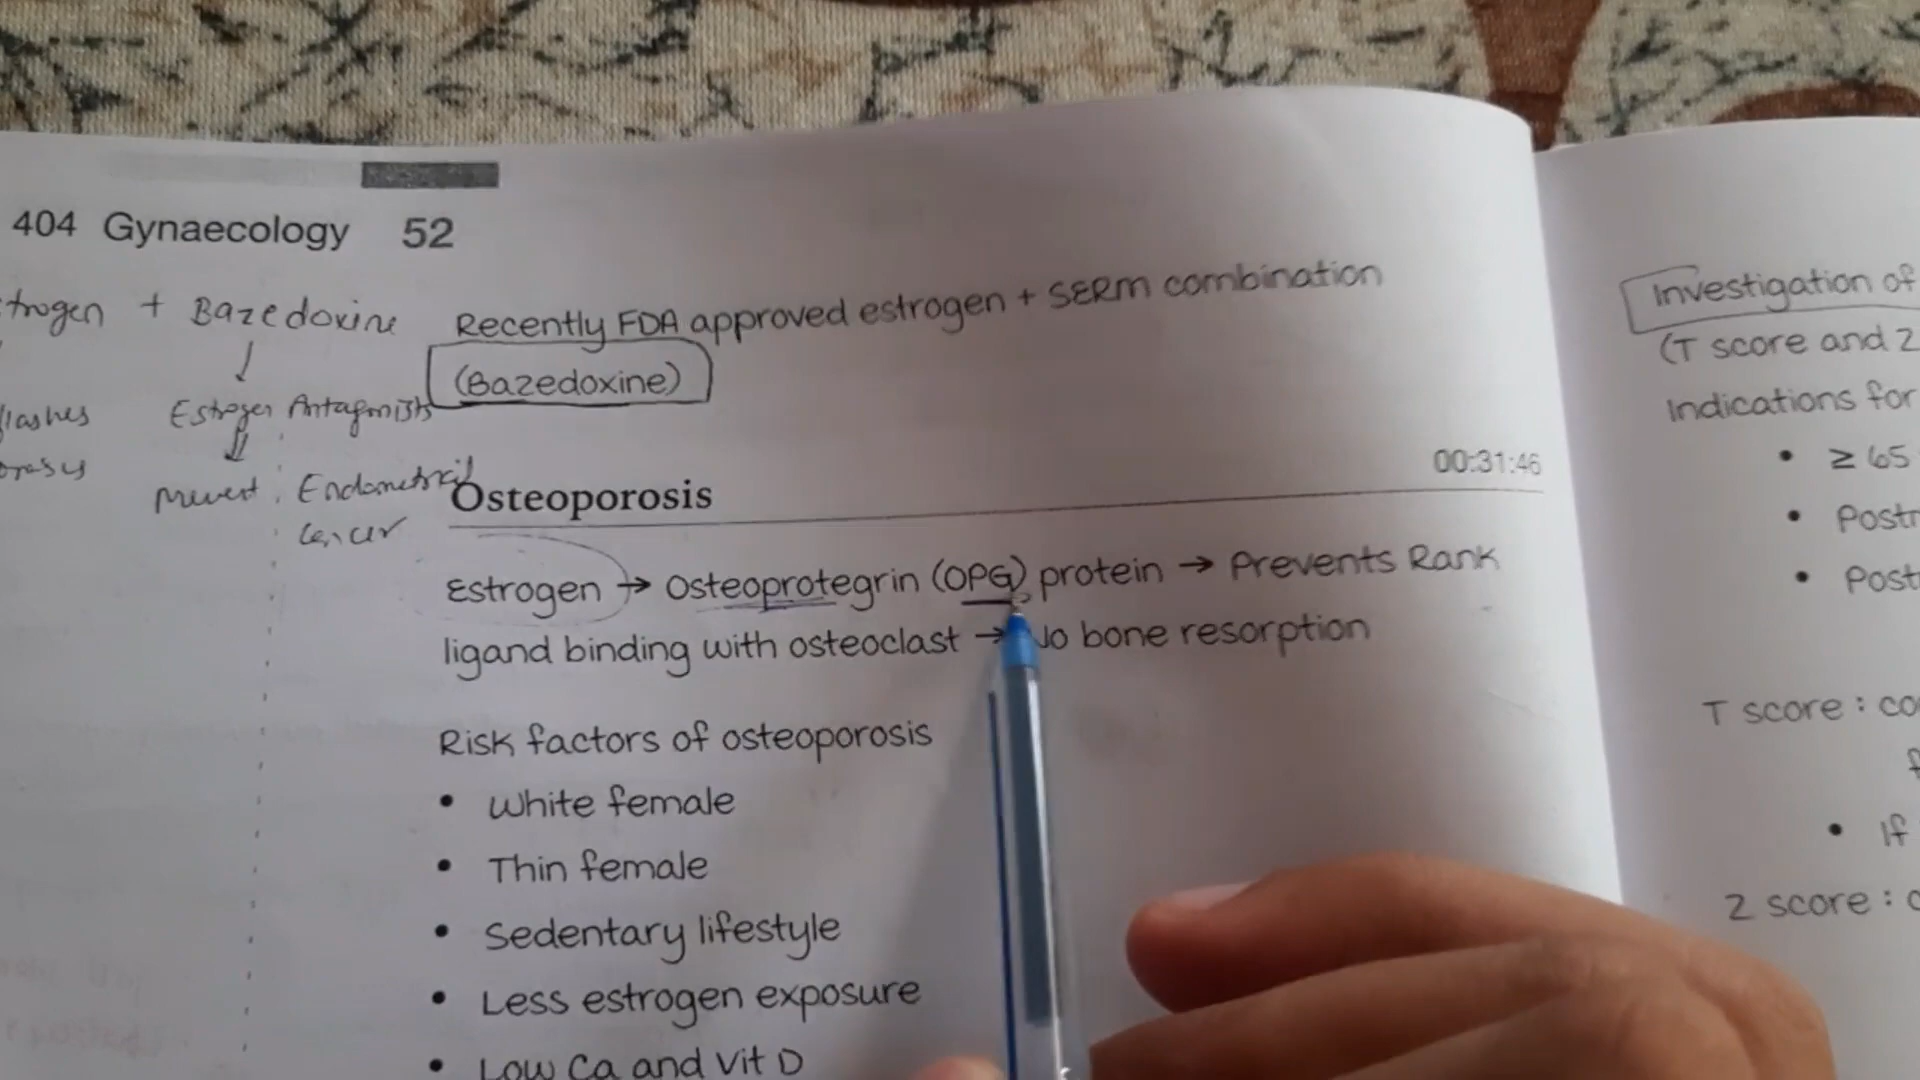 404 Gynaecology 52
trogen + Bazedoxine
Recently FDA approved estrogen + SERM combination
(Bazedoxine)
lashes Estrogen Antagonists
prevent Endometrial
cancer
Osteoporosis
00:31:46
Estrogen → Osteoprotegrin (OPG) protein → Prevents Rank
ligand binding with osteoclast → No bone resorption
Risk factors of osteoporosis
• White female
• Thin female
• Sedentary lifestyle
• Less estrogen exposure
• Low Ca and Vit D
Investigation of
(T score and Z
Indications for
• ≥ 65
• Post
• Post
T score : co
• If
Z score : c